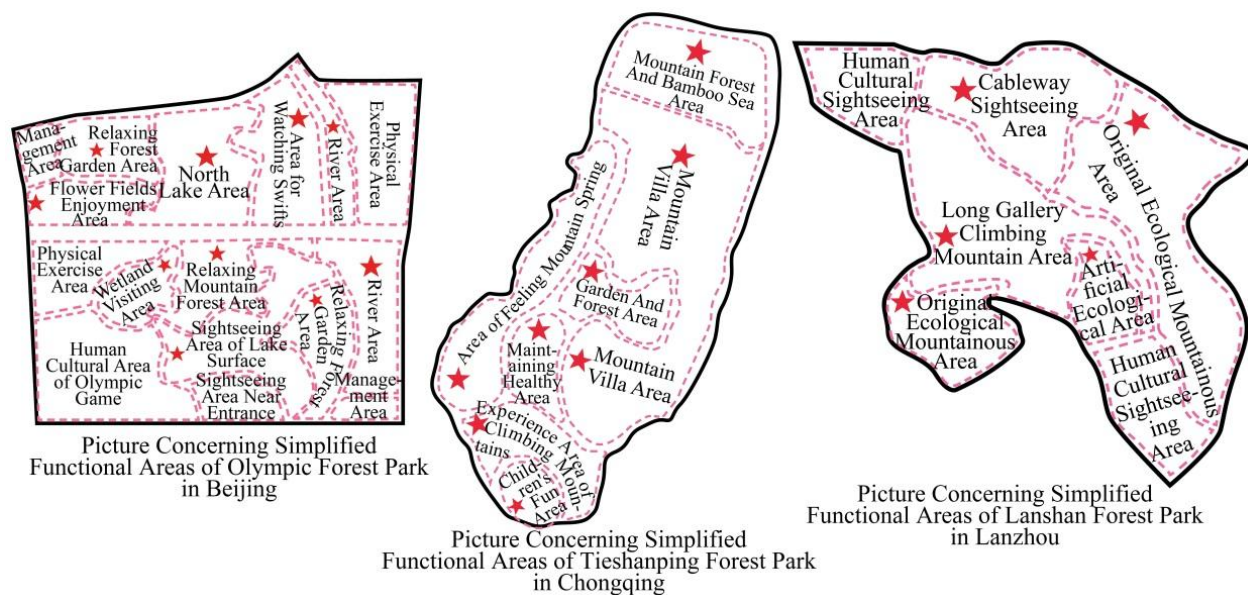 Mana-
gement
Area
Relaxing
Forest
Garden Area
Flower Fields
Enjoyment
Area
North
Lake Area
Area for
Watching Swifts
River Area
Physical
Exercise Area
Physical
Exercise
Area
Wetland
Visiting
Area
Relaxing
Mountain
Forest Area
Sightseeing
Area of Lake
Surface
Relaxing Forest
Garden
Area
River Area
Human
Cultural Area
of Olympic
Game
Sightseeing
Area Near
Entrance
Manage-
ment Area
Picture Concerning Simplified
Functional Areas of Olympic Forest Park
in Beijing
Mountain Forest
And Bamboo Sea
Area
Mountain
Villa Area
Area of Feeling Mountain Spring
Garden And
Forest Area
Maint-
aining
Healthy
Area
Mountain
Villa Area
Experience Area of
Climbing Moun-
tains
Child-
ren's
Fun
Area
Picture Concerning Simplified
Functional Areas of Tieshanping Forest Park
in Chongqing
Human
Cultural
Sightseeing
Area
Cableway
Sightseeing
Area
Original Ecological Mountainous
Area
Long Gallery
Climbing
Mountain Area
Arti-
ficial
Ecologi-
cal Area
Original
Ecological
Mountainous
Area
Human
Cultural
Sightsee-
ing
Area
Picture Concerning Simplified
Functional Areas of Lanshan Forest Park
in Lanzhou